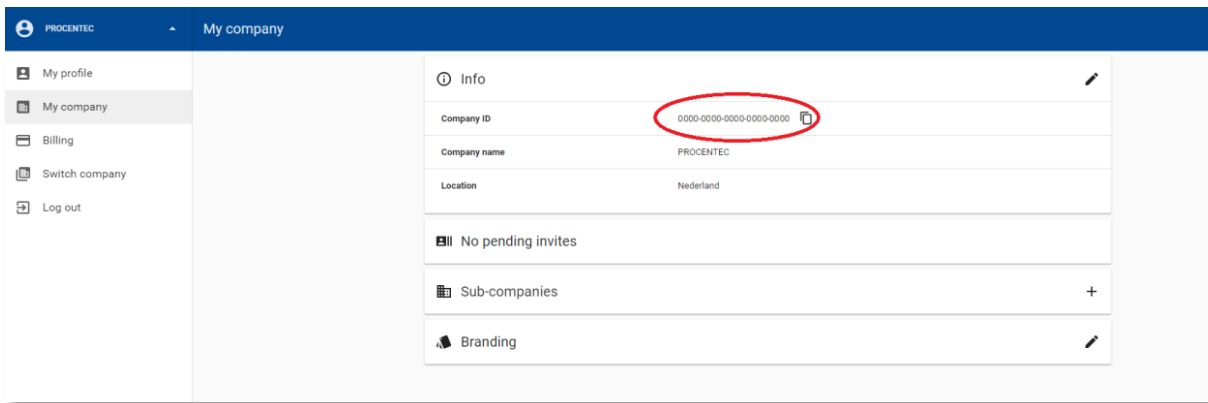 PROCENTEC
My company
My profile
My company
Billing
Switch company
Log out
Info
Company ID 0000-0000-0000-0000-0000
Company name PROCENTEC
Location Nederland
No pending invites
Sub-companies
Branding